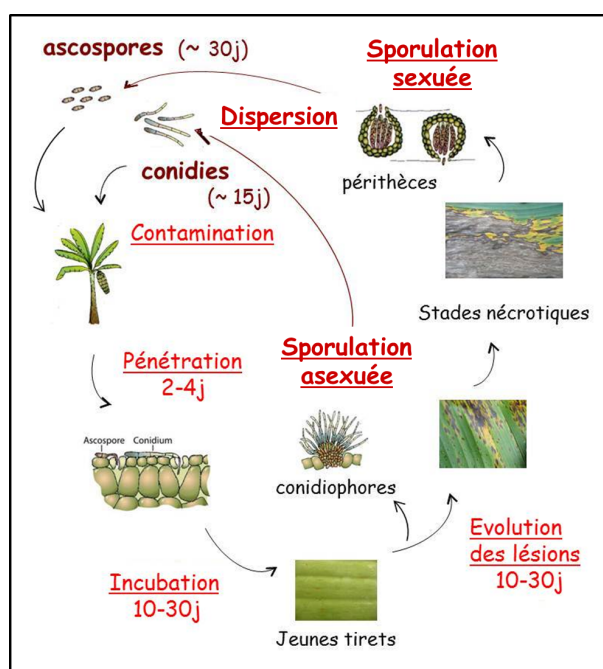 ascospores (~ 30j)
Sporulation
sexuée
Dispersion
conidies
(~ 15j)
périthèces
Contamination
Stades nécrotiques
Pénétration
2-4j
Sporulation
asexuée
Ascospore Conidium
conidiophores
Incubation
10-30j
Evolution
des lésions
10-30j
Jeunes tirets